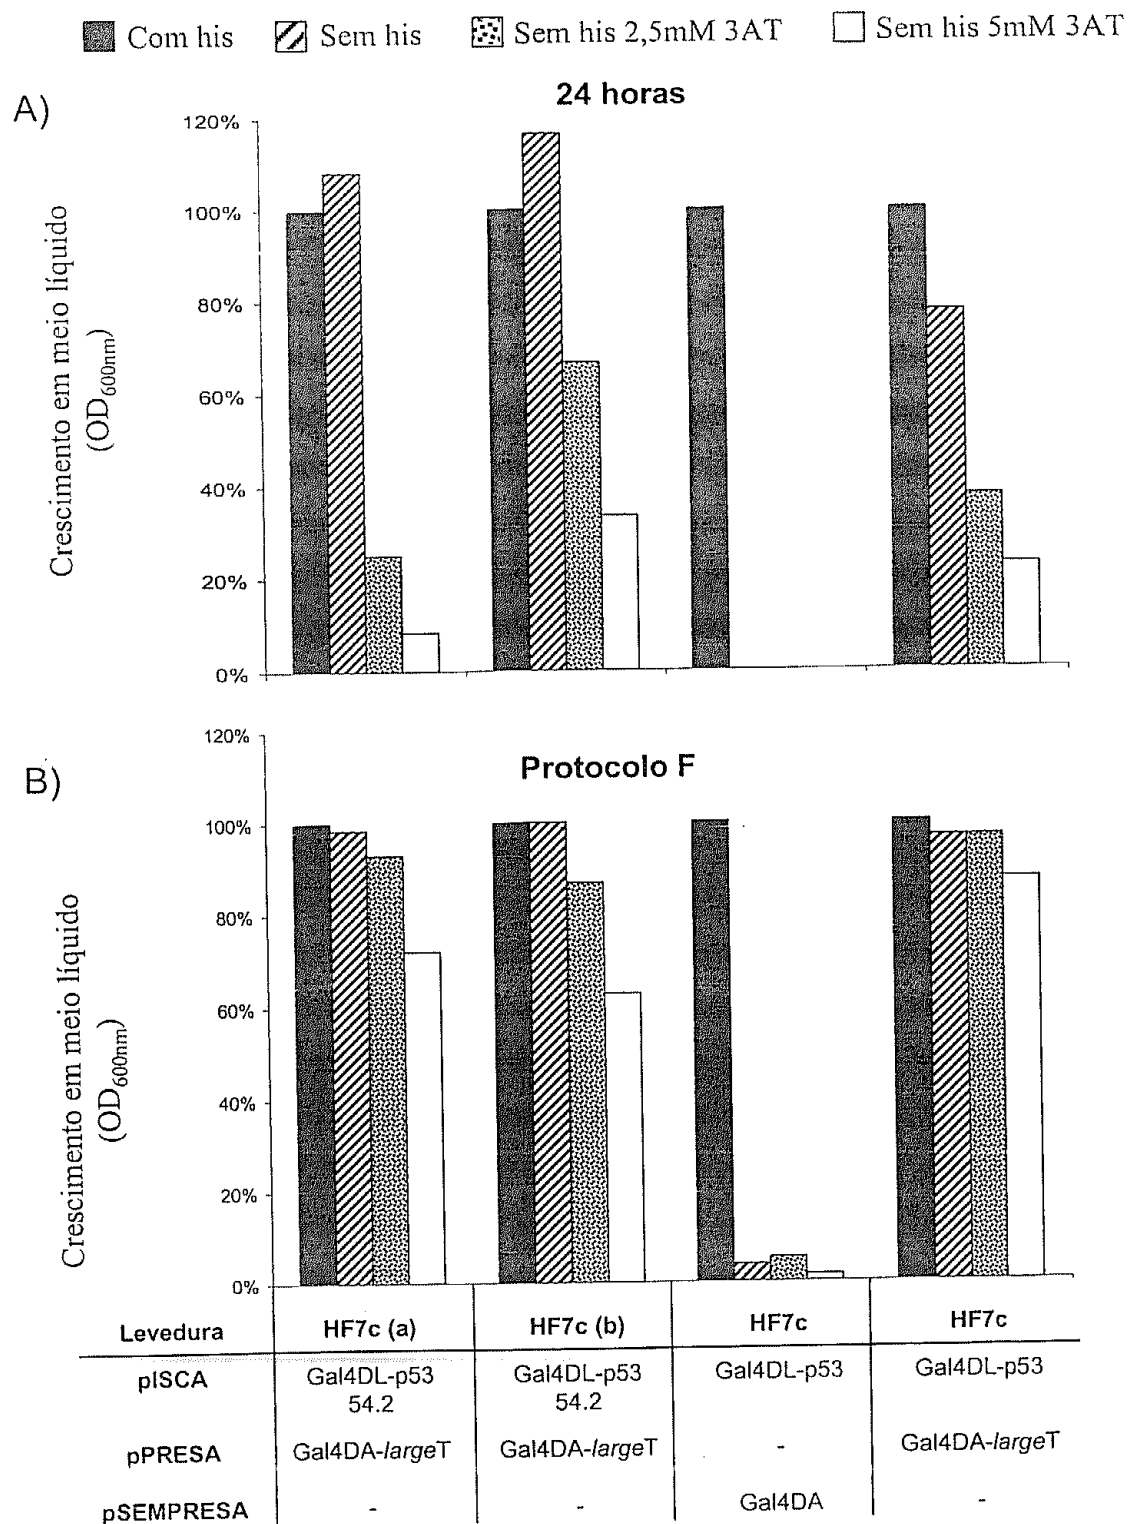 Com his Sem his Sem his 2,5mM 3AT Sem his 5mM 3AT
A)
24 horas
Crescimento em meio líquido
(OD600nm)
120%
100%
80%
60%
40%
20%
0%
B)
Protocolo F
Crescimento em meio líquido
(OD600nm)
120%
100%
80%
60%
40%
20%
0%
Levedura HF7c (a) HF7c (b) HF7c HF7c
pISCA Gal4DL-p53 54.2 Gal4DL-p53 54.2 Gal4DL-p53 Gal4DL-p53
pPRESA Gal4DA-largeT Gal4DA-largeT - Gal4DA-largeT
pSEMPRESA - - Gal4DA -